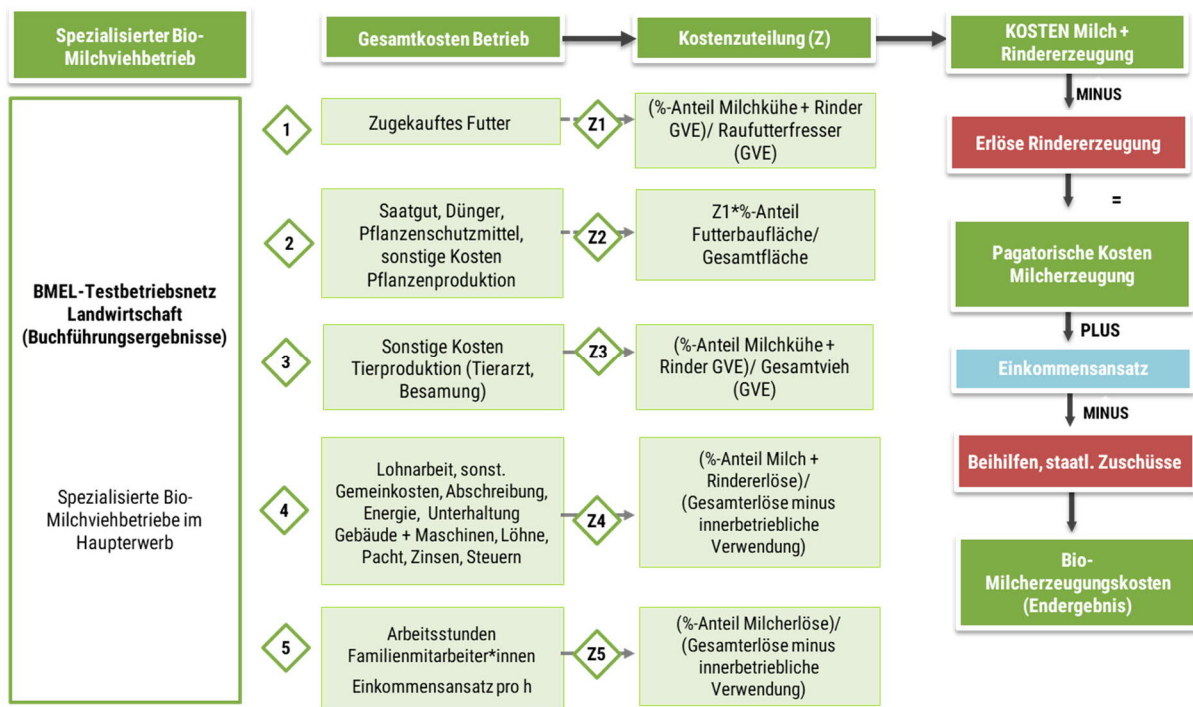 Spezialisierter Bio-
Milchviehbetrieb
Gesamtkosten Betrieb
Kostenzuteilung (Z)
KOSTEN Milch +
Rindererzeugung
BMEL-Testbetriebsnetz
Landwirtschaft
(Buchführungsergebnisse)
Spezialisierte Bio-
Milchviehbetriebe im
Haupterwerb
1
Zugekauftes Futter
Z1
(%-Anteil Milchkühe + Rinder
GVE)/ Raufutterfresser
(GVE)
2
Saatgut, Dünger,
Pflanzenschutzmittel,
sonstige Kosten
Pflanzenproduktion
Z2
Z1*%-Anteil
Futterbaufläche/
Gesamtfläche
3
Sonstige Kosten
Tierproduktion (Tierarzt,
Besamung)
Z3
(%-Anteil Milchkühe +
Rinder GVE)/ Gesamtvieh
(GVE)
4
Lohnarbeit, sonst.
Gemeinkosten, Abschreibung,
Energie, Unterhaltung
Gebäude + Maschinen, Löhne,
Pacht, Zinsen, Steuern
Z4
(%-Anteil Milch +
Rindererlöse)/
(Gesamterlöse minus
innerbetriebliche
Verwendung)
5
Arbeitsstunden
Familienmitarbeiter*innen
Einkommensansatz pro h
Z5
(%-Anteil Milcherlöse)/
(Gesamterlöse minus
innerbetriebliche
Verwendung)
MINUS
Erlöse Rindererzeugung
=
Pagatorische Kosten
Milcherzeugung
PLUS
Einkommensansatz
MINUS
Beihilfen, staatl. Zuschüsse
Bio-
Milcherzeugungskosten
(Endergebnis)